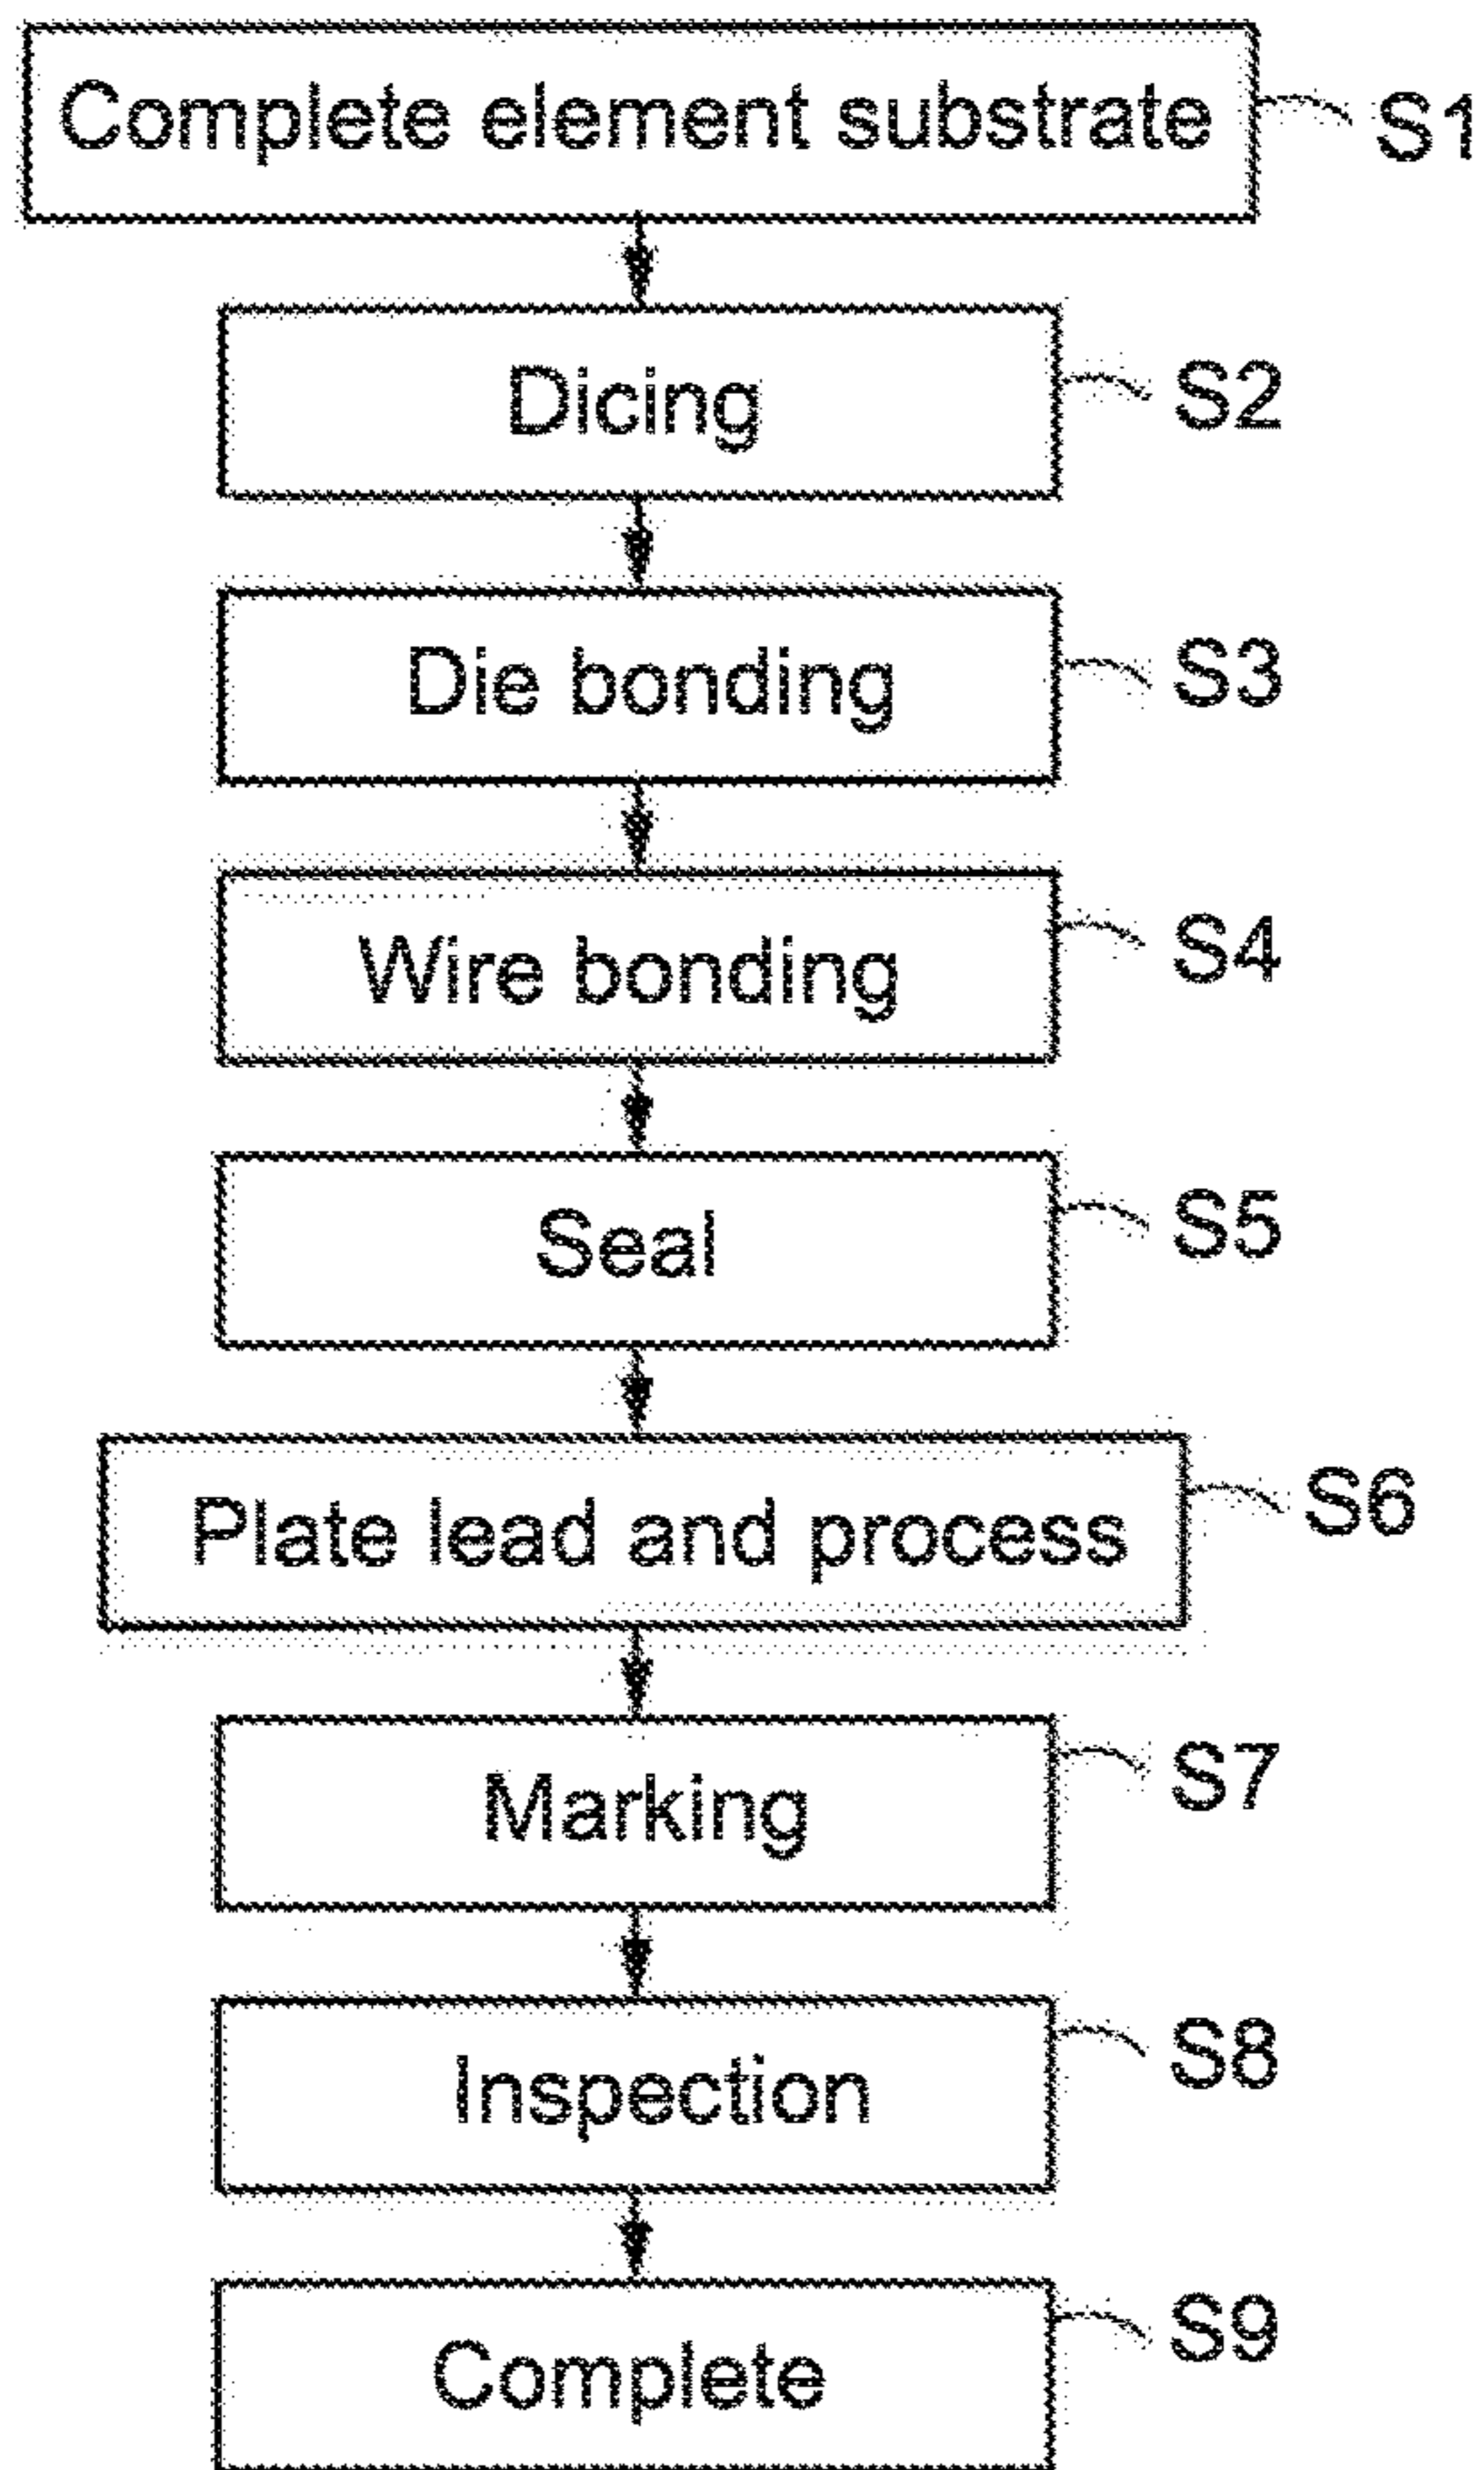 Complete element substrate S1
Dicing S2
Die bonding S3
Wire bonding S4
Seal S5
Plate lead and process S6
Marking S7
Inspection S8
Complete S9